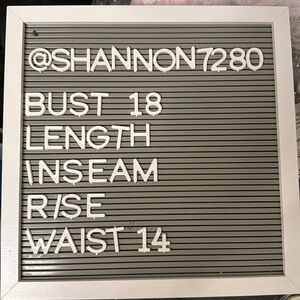 @SHANNON7280
BUST 18
LENGTH
INSEAM
RISE
WAIST 14